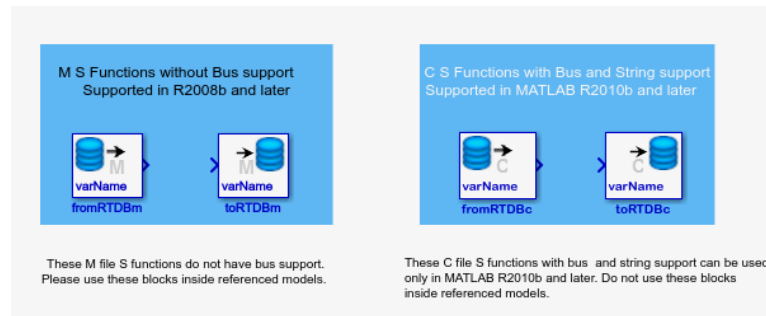 M S Functions without Bus support
Supported in R2008b and later
M
varName
fromRTDBm
M
varName
toRTDBm
These M file S functions do not have bus support.
Please use these blocks inside referenced models.
C S Functions with Bus and String support
Supported in MATLAB R2010b and later
C
varName
fromRTDBc
C
varName
toRTDBc
These C file S functions with bus and string support can be used
only in MATLAB R2010b and later. Do not use these blocks
inside referenced models.